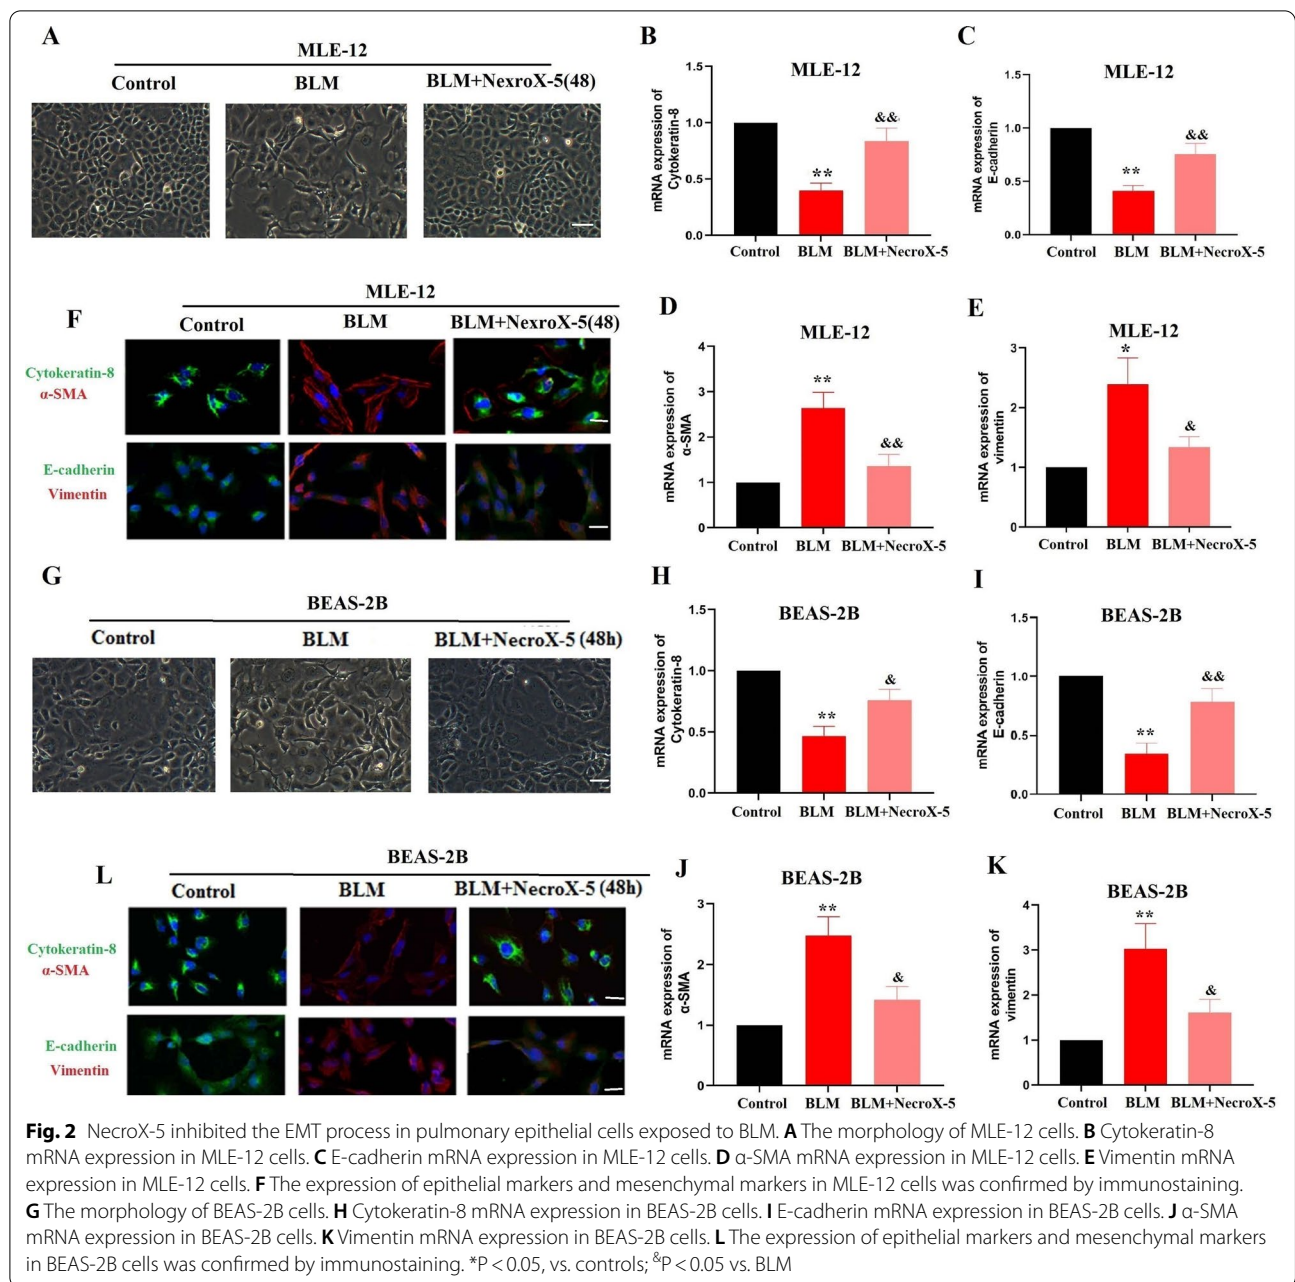 A
MLE-12
Control BLM BLM+NexroX-5(48)
B
MLE-12
mRNA expression of
Cytokeratin-8
1.5
1.0
0.5
0.0
**
&&
Control BLM BLM+NecroX-5
C
MLE-12
mRNA expression of
E-cadherin
1.5
1.0
0.5
0.0
**
&&
Control BLM BLM+NecroX-5
F
MLE-12
Control BLM BLM+NexroX-5(48)
Cytokeratin-8
α-SMA
E-cadherin
Vimentin
D
MLE-12
mRNA expression of
α-SMA
4
3
2
1
0
**
&&
Control BLM BLM+NecroX-5
E
MLE-12
mRNA expression of
vimentin
3
2
1
0
*
&
Control BLM BLM+NecroX-5
G
BEAS-2B
Control BLM BLM+NecroX-5 (48h)
H
BEAS-2B
mRNA expression of
Cytokeratin-8
1.5
1.0
0.5
0.0
**
&
Control BLM BLM+NecroX-5
I
BEAS-2B
mRNA expression of
E-cadherin
1.5
1.0
0.5
0.0
**
&&
Control BLM BLM+NecroX-5
L
BEAS-2B
Control BLM BLM+NecroX-5 (48h)
Cytokeratin-8
α-SMA
E-cadherin
Vimentin
J
BEAS-2B
mRNA expression of
α-SMA
3
2
1
0
**
&
Control BLM BLM+NecroX-5
K
BEAS-2B
mRNA expression of
vimentin
4
3
2
1
0
**
&
Control BLM BLM+NecroX-5
Fig. 2 NecroX-5 inhibited the EMT process in pulmonary epithelial cells exposed to BLM. A The morphology of MLE-12 cells. B Cytokeratin-8
mRNA expression in MLE-12 cells. C E-cadherin mRNA expression in MLE-12 cells. D α-SMA mRNA expression in MLE-12 cells. E Vimentin mRNA
expression in MLE-12 cells. F The expression of epithelial markers and mesenchymal markers in MLE-12 cells was confirmed by immunostaining.
G The morphology of BEAS-2B cells. H Cytokeratin-8 mRNA expression in BEAS-2B cells. I E-cadherin mRNA expression in BEAS-2B cells. J α-SMA
mRNA expression in BEAS-2B cells. K Vimentin mRNA expression in BEAS-2B cells. L The expression of epithelial markers and mesenchymal markers
in BEAS-2B cells was confirmed by immunostaining. *P < 0.05, vs. controls; &P < 0.05 vs. BLM